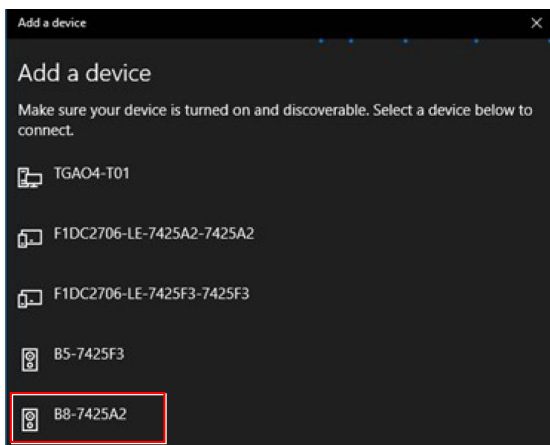 Add a device
Add a device
Make sure your device is turned on and discoverable. Select a device below to
connect.
TGAO4-T01
F1DC2706-LE-7425A2-7425A2
F1DC2706-LE-7425F3-7425F3
B5-7425F3
B8-7425A2